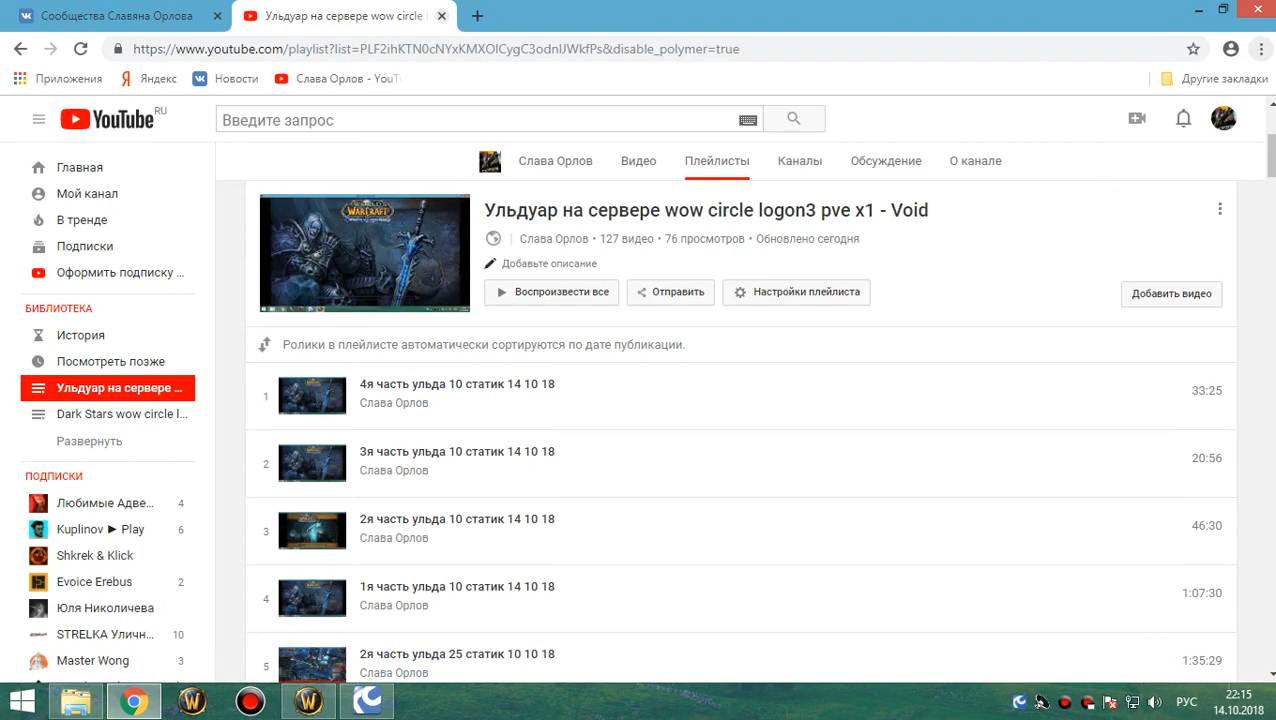 Сообщества Славяна Орлова
Ульдуар на сервере wow circle l
https://www.youtube.com/playlist?list=PLF2ihKTN0cNYxKMXOlCygC3odnIJWkfPs&disable_polymer=true
Приложения
Яндекс
Новости
Слава Орлов - YouT
Другие закладки
YouTube RU
Введите запрос
Слава Орлов
Видео
Плейлисты
Каналы
Обсуждение
О канале
Главная
Мой канал
В тренде
Подписки
Оформить подписку ...
БИБЛИОТЕКА
История
Посмотреть позже
Ульдуар на сервере ...
Dark Stars wow circle l...
Развернуть
ПОДПИСКИ
Любимые Адве... 4
Kuplinov ► Play 6
Shkrek & Klick
Evoice Erebus 2
Юля Николичева
STRELKA Уличн... 10
Master Wong 3
WARCRAFT
Ульдуар на сервере wow circle logon3 pve x1 - Void
Слава Орлов • 127 видео • 76 просмотров • Обновлено сегодня
Добавьте описание
Воспроизвести все
Отправить
Настройки плейлиста
Добавить видео
Ролики в плейлисте автоматически сортируются по дате публикации.
1 4я часть ульда 10 статик 14 10 18 33:25
Слава Орлов
2 3я часть ульда 10 статик 14 10 18 20:56
Слава Орлов
3 2я часть ульда 10 статик 14 10 18 46:30
Слава Орлов
4 1я часть ульда 10 статик 14 10 18 1:07:30
Слава Орлов
5 2я часть ульда 25 статик 10 10 18 1:35:29
Слава Орлов
РУС
22:15
14.10.2018